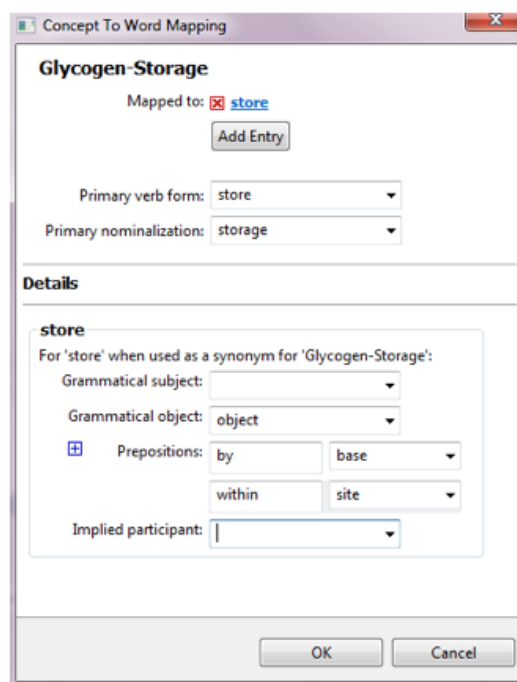 Concept To Word Mapping
x
Glycogen-Storage
Mapped to: x store
Add Entry
Primary verb form: store
Primary nominalization: storage
Details
store
For 'store' when used as a synonym for 'Glycogen-Storage':
Grammatical subject:
Grammatical object: object
+ Prepositions: by base
within site
Implied participant:
OK Cancel